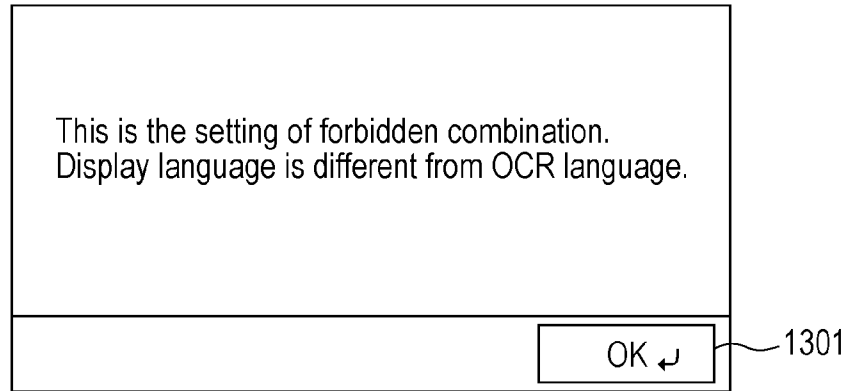 This is the setting of forbidden combination.
Display language is different from OCR language.
OK ↵
1301